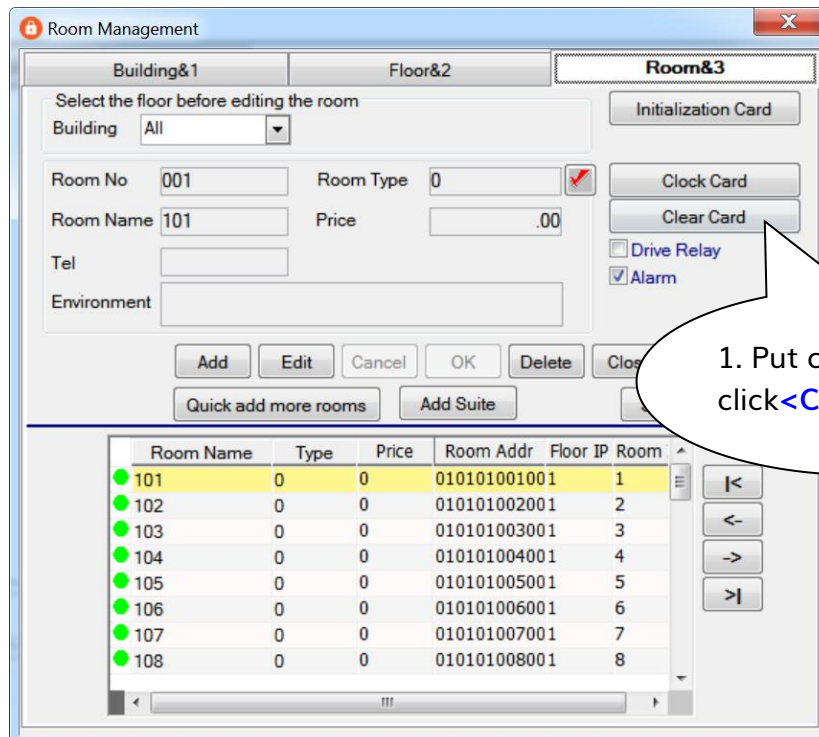 Room Management
X
Building&1 Floor&2 Room&3
Select the floor before editing the room
Building All
Initialization Card
Room No 001 Room Type 0 Clock Card
Room Name 101 Price .00 Clear Card
Tel
Drive Relay
Alarm
Environment
Add Edit Cancel OK Delete Clos
1. Put
click<C
Quick add more rooms Add Suite
Room Name Type Price Room Addr Floor IP Room
101 0 0 010101001001 1
102 0 0 010101002001 2
103 0 0 010101003001 3
104 0 0 010101004001 4
105 0 0 010101005001 5
106 0 0 010101006001 6
107 0 0 010101007001 7
108 0 0 010101008001 8
|<
<-
->
>|